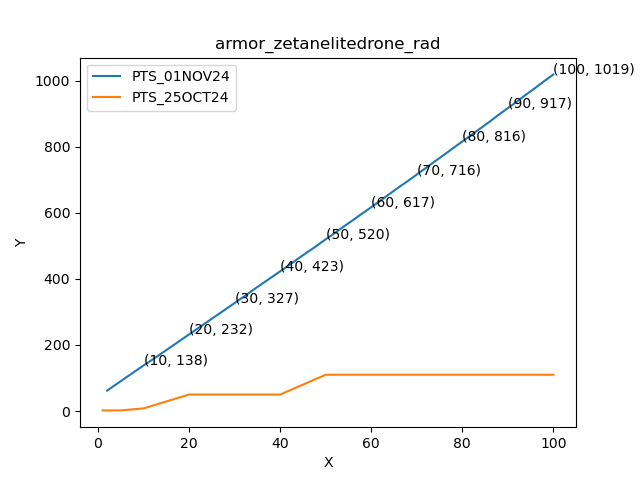 armor_zetanelitedrone_rad
PTS_01NOV24
PTS_25OCT24
(100, 1019)
(90, 917)
(80, 816)
(70, 716)
(60, 617)
(50, 520)
(40, 423)
(30, 327)
(20, 232)
(10, 138)
1000
800
600
400
200
0
Y
0 20 40 60 80 100
X